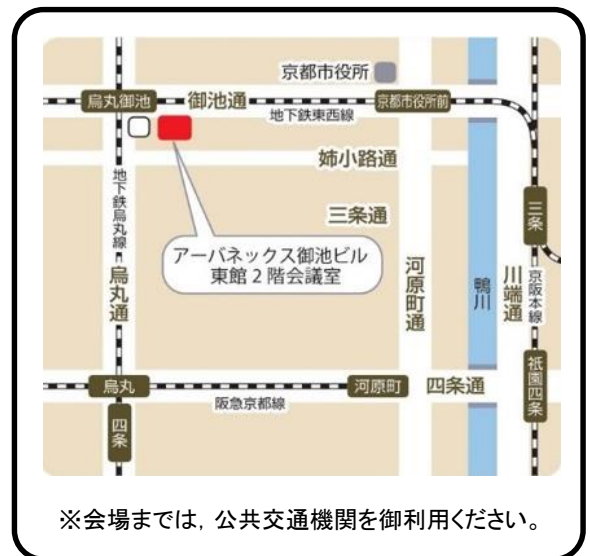 京都市役所
烏丸御池
御池通
京都市役所前
地下鉄東西線
姉小路通
地下鉄烏丸線
三条通
三条
アーバネックス御池ビル
東館2階会議室
烏丸通
河原町通
鴨川
川端通
京阪本線
烏丸
河原町
四条通
祇園四条
阪急京都線
四条
※会場までは，公共交通機関を御利用ください。